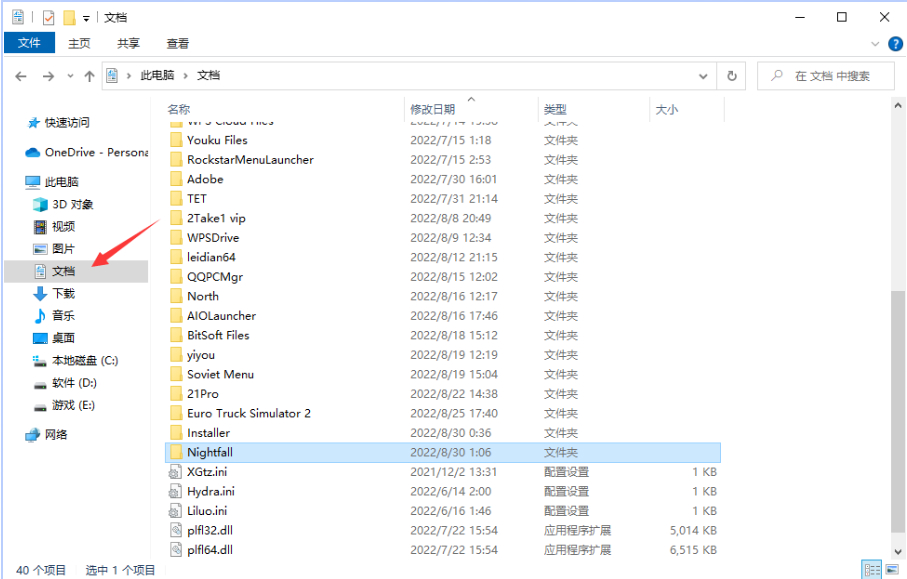 文档
文件 主页 共享 查看
此电脑 › 文档
在 文档 中搜索
快速访问
OneDrive - Persona
此电脑
3D 对象
视频
图片
文档
下载
音乐
桌面
本地磁盘 (C:)
软件 (D:)
游戏 (E:)
网络
名称 修改日期 类型 大小
WPS Cloud Files 2022/7/14 15:50 文件夹
Youku Files 2022/7/15 1:18 文件夹
RockstarMenuLauncher 2022/7/15 2:53 文件夹
Adobe 2022/7/30 16:01 文件夹
TET 2022/7/31 21:14 文件夹
2Take1 vip 2022/8/8 20:49 文件夹
WPSDrive 2022/8/9 12:34 文件夹
leidian64 2022/8/12 21:15 文件夹
QQPCMgr 2022/8/15 12:02 文件夹
North 2022/8/16 12:17 文件夹
AIOLauncher 2022/8/16 17:46 文件夹
BitSoft Files 2022/8/18 15:12 文件夹
yiyou 2022/8/19 12:19 文件夹
Soviet Menu 2022/8/19 15:04 文件夹
21Pro 2022/8/22 14:38 文件夹
Euro Truck Simulator 2 2022/8/25 17:40 文件夹
Installer 2022/8/30 0:36 文件夹
Nightfall 2022/8/30 1:06 文件夹
XGtz.ini 2021/12/2 13:31 配置设置 1 KB
Hydra.ini 2022/6/14 2:00 配置设置 1 KB
Liluo.ini 2022/6/16 1:46 配置设置 1 KB
plfl32.dll 2022/7/22 15:54 应用程序扩展 5,014 KB
plfl64.dll 2022/7/22 15:54 应用程序扩展 6,515 KB
40 个项目 选中 1 个项目